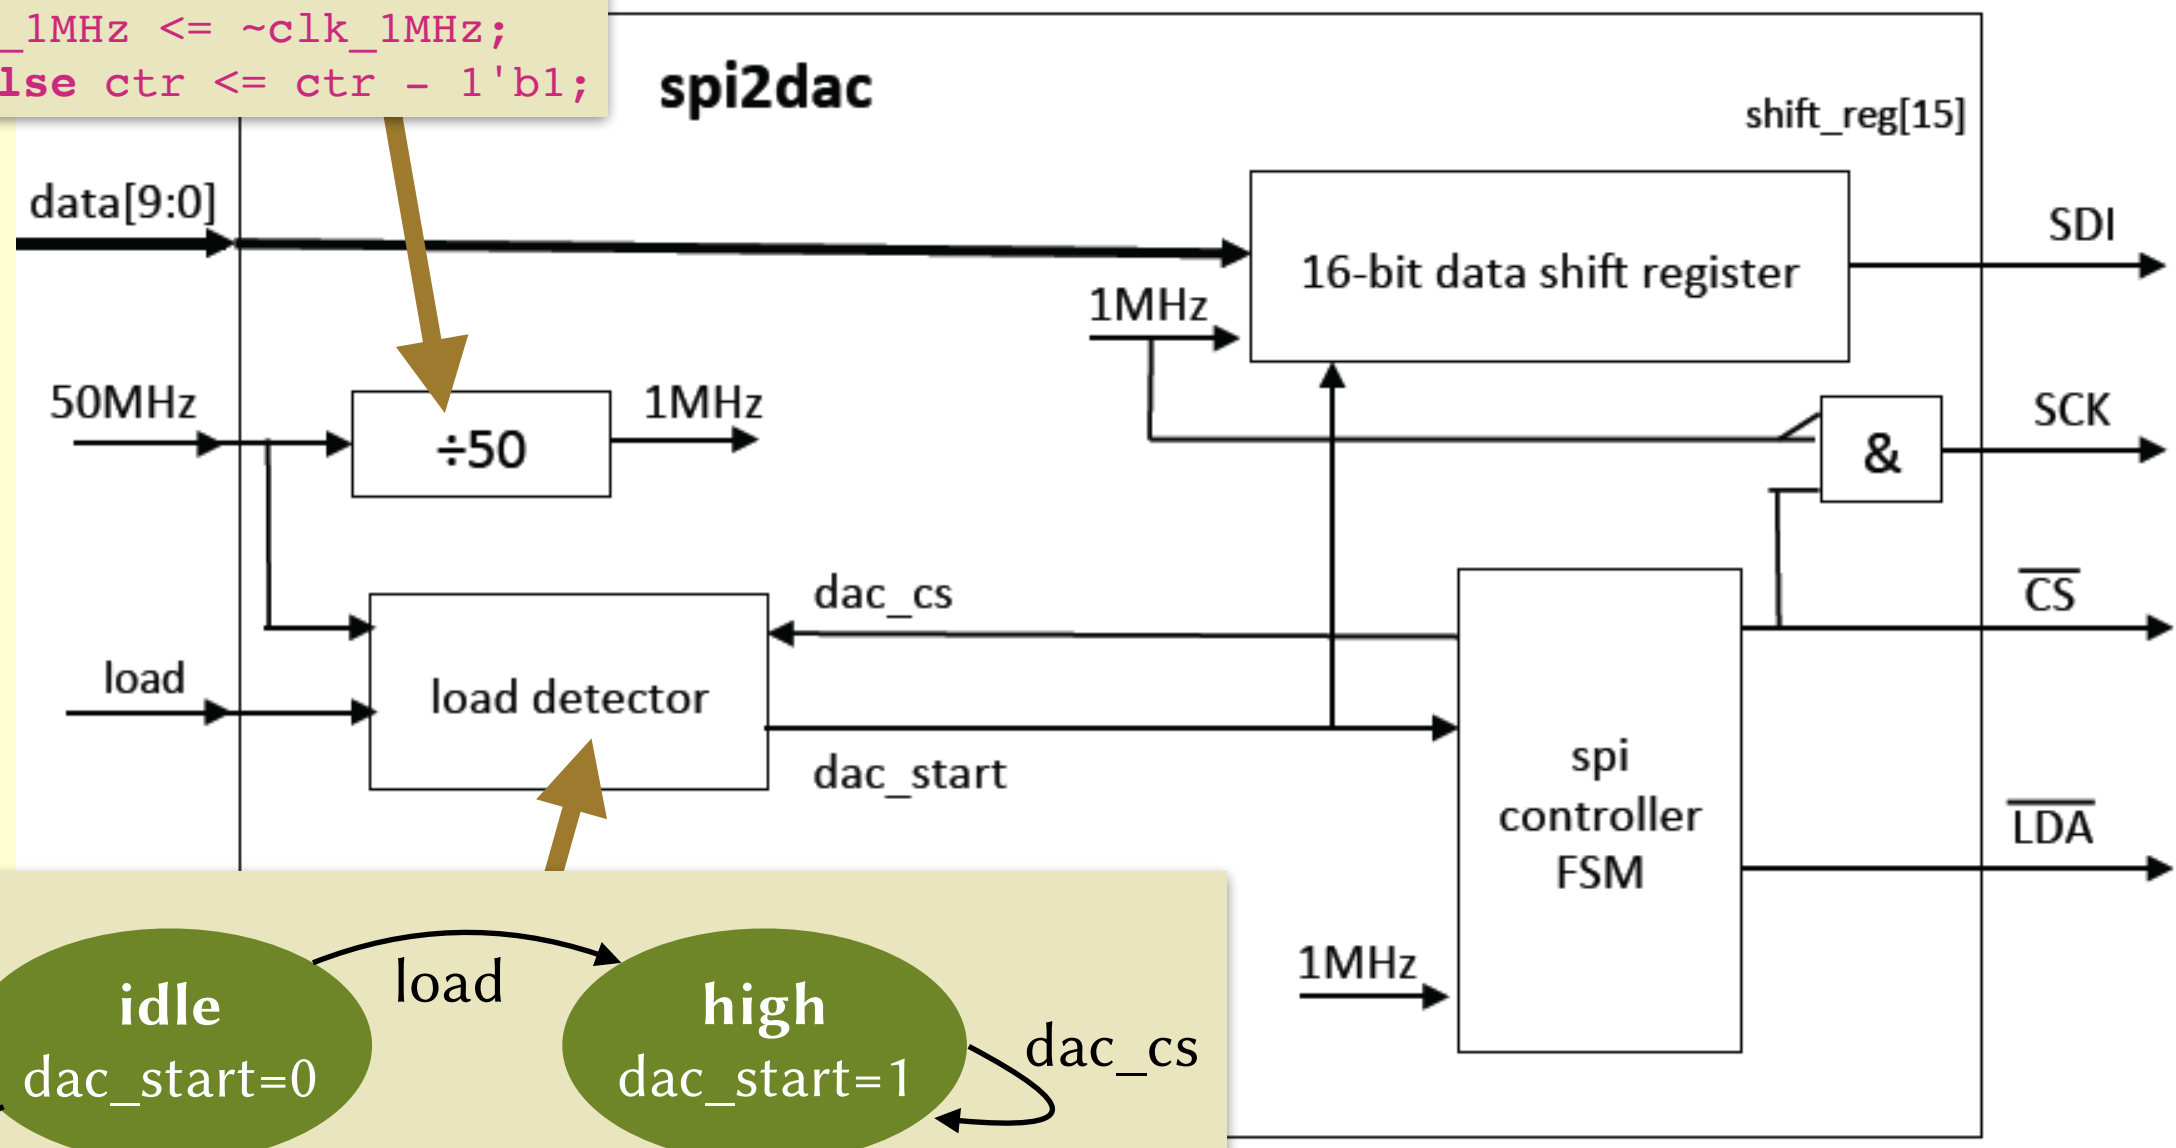 _1MHz <= ~clk_1MHz;
lse ctr <= ctr - 1'b1;
spi2dac
shift_reg[15]
data[9:0]
SDI
16-bit data shift register
1MHz
50MHz
÷50
1MHz
SCK
&
dac_cs
CS
load
load detector
dac_start
spi
controller
FSM
LDA
1MHz
idle
dac_start=0
load
high
dac_start=1
dac_cs